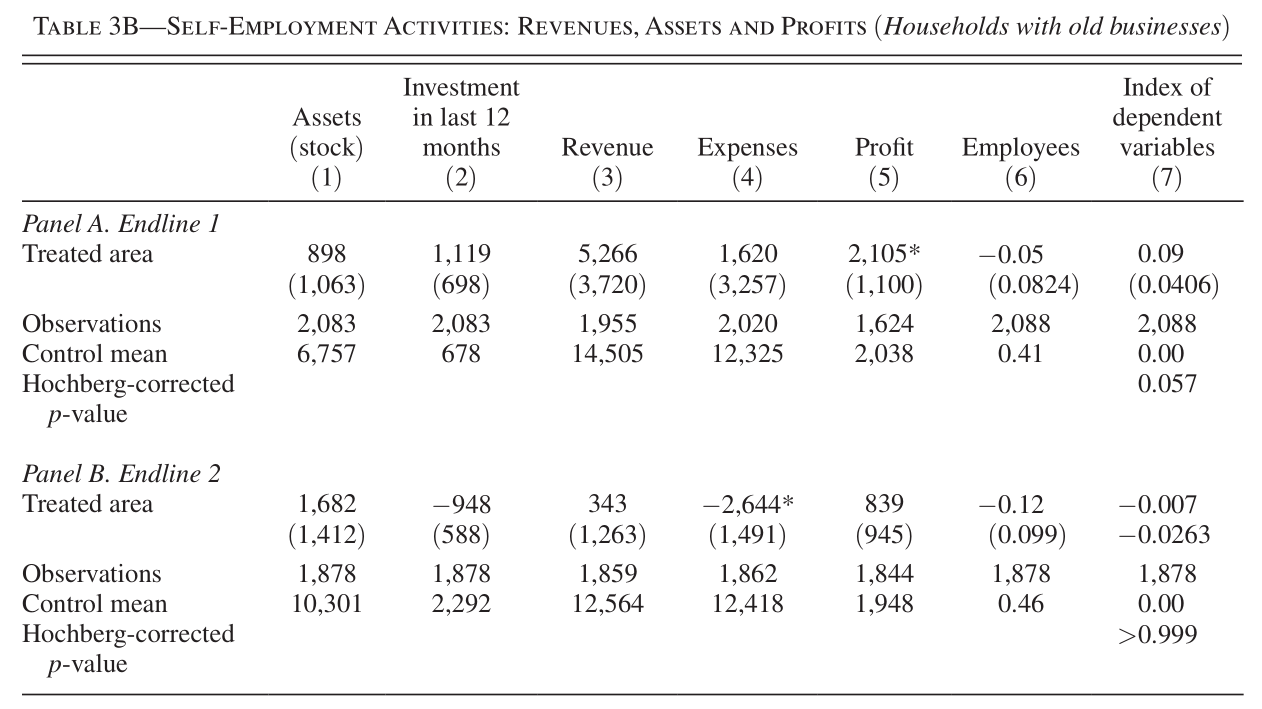 TABLE 3B—SELF-EMPLOYMENT ACTIVITIES: REVENUES, ASSETS AND PROFITS (Households with old businesses)
Assets (stock) (1) Investment in last 12 months (2) Revenue (3) Expenses (4) Profit (5) Employees (6) Index of dependent variables (7)
Panel A. Endline 1
Treated area 898 1,119 5,266 1,620 2,105* −0.05 0.09
(1,063) (698) (3,720) (3,257) (1,100) (0.0824) (0.0406)
Observations 2,083 2,083 1,955 2,020 1,624 2,088 2,088
Control mean 6,757 678 14,505 12,325 2,038 0.41 0.00
Hochberg-corrected 0.057
p-value
Panel B. Endline 2
Treated area 1,682 −948 343 −2,644* 839 −0.12 −0.007
(1,412) (588) (1,263) (1,491) (945) (0.099) −0.0263
Observations 1,878 1,878 1,859 1,862 1,844 1,878 1,878
Control mean 10,301 2,292 12,564 12,418 1,948 0.46 0.00
Hochberg-corrected >0.999
p-value